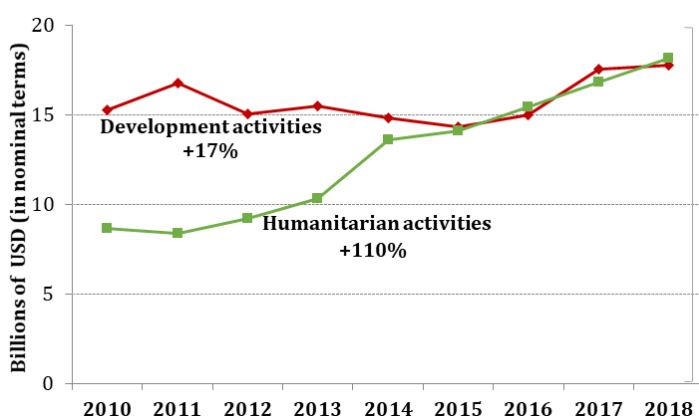 Billions of USD (in nominal terms)
20
15
10
5
0
Development activities
+17%
Humanitarian activities
+110%
2010 2011 2012 2013 2014 2015 2016 2017 2018